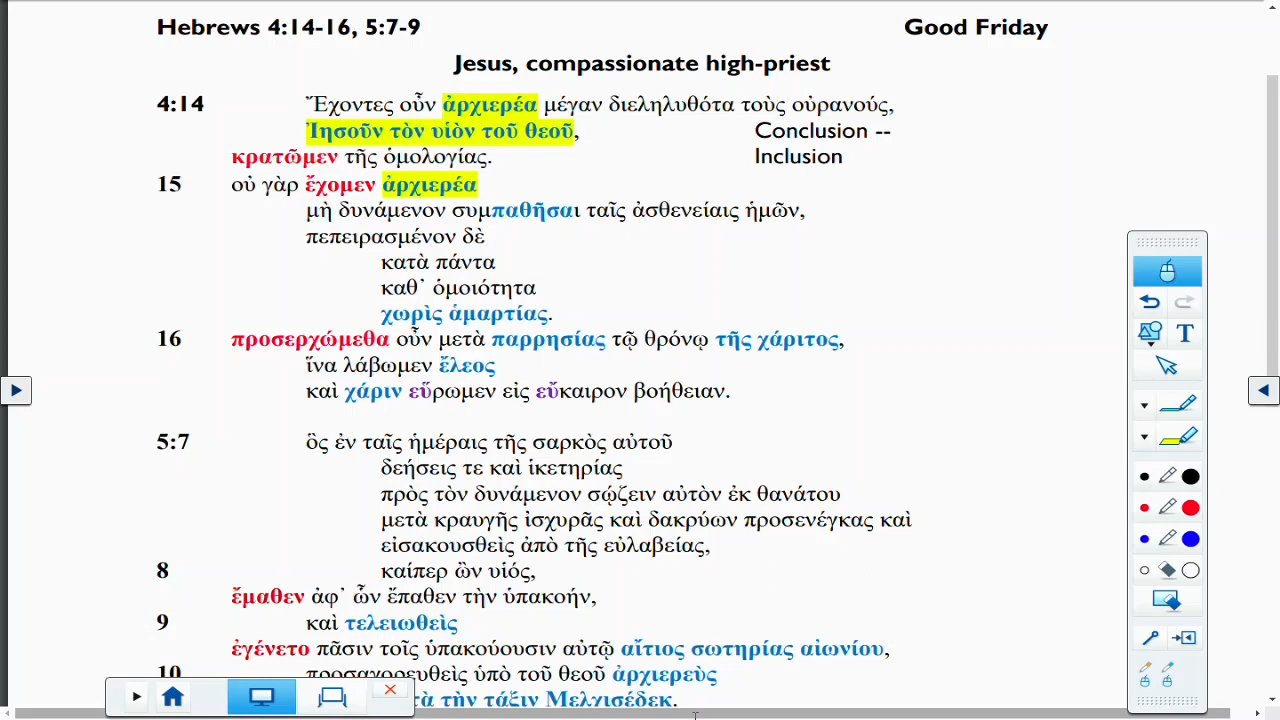 Hebrews 4:14-16, 5:7-9 Good Friday
Jesus, compassionate high-priest
4:14 Ἔχοντες οὖν ἀρχιερέα μέγαν διεληλυθότα τοὺς οὐρανούς,
Ἰησοῦν τὸν υἱὸν τοῦ θεοῦ, Conclusion --
κρατῶμεν τῆς ὁμολογίας. Inclusion
15 οὐ γὰρ ἔχομεν ἀρχιερέα
μὴ δυνάμενον συμπαθῆσαι ταῖς ἀσθενείαις ἡμῶν,
πεπειρασμένον δὲ
κατὰ πάντα
καθ᾽ ὁμοιότητα
χωρὶς ἁμαρτίας.
16 προσερχώμεθα οὖν μετὰ παρρησίας τῷ θρόνῳ τῆς χάριτος,
ἵνα λάβωμεν ἔλεος
καὶ χάριν εὕρωμεν εἰς εὔκαιρον βοήθειαν.
5:7 ὃς ἐν ταῖς ἡμέραις τῆς σαρκὸς αὐτοῦ
δεήσεις τε καὶ ἱκετηρίας
πρὸς τὸν δυνάμενον σῴζειν αὐτὸν ἐκ θανάτου
μετὰ κραυγῆς ἰσχυρᾶς καὶ δακρύων προσενέγκας καὶ
εἰσακουσθεὶς ἀπὸ τῆς εὐλαβείας,
8 καίπερ ὢν υἱός,
ἔμαθεν ἀφ᾽ ὧν ἔπαθεν τὴν ὑπακοήν,
9 καὶ τελειωθεὶς
ἐγένετο πᾶσιν τοῖς ὑπακούουσιν αὐτῷ αἴτιος σωτηρίας αἰωνίου,
10 προσαγορευθεὶς ὑπὸ τοῦ θεοῦ ἀρχιερεὺς
τὴν τάξιν Μελχισέδεκ.
T